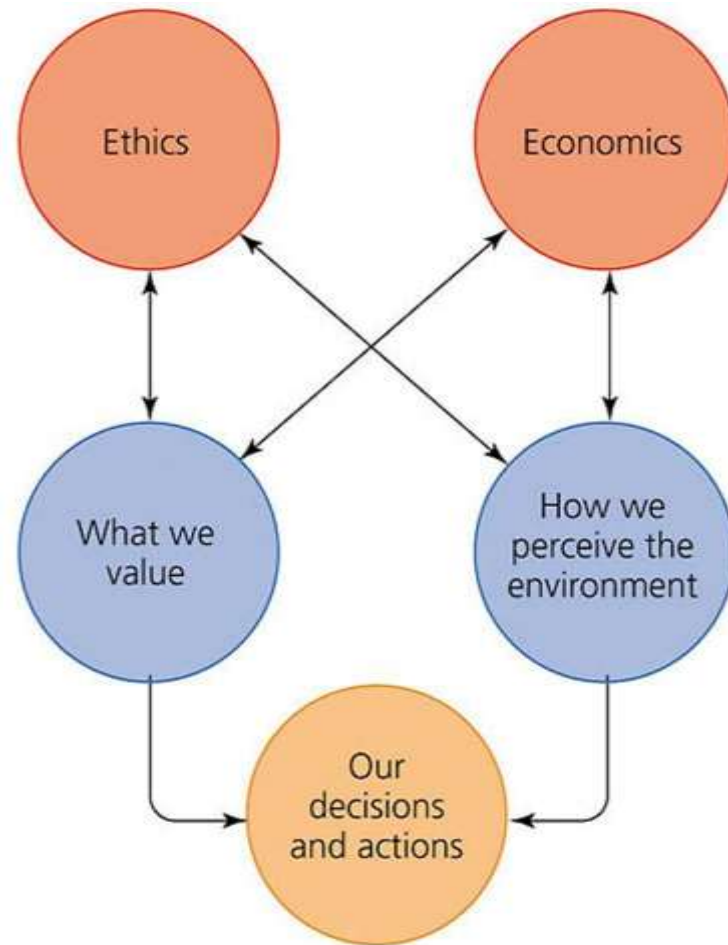 Ethics
Economics
What we
value
How we
perceive the
environment
Our
decisions
and actions